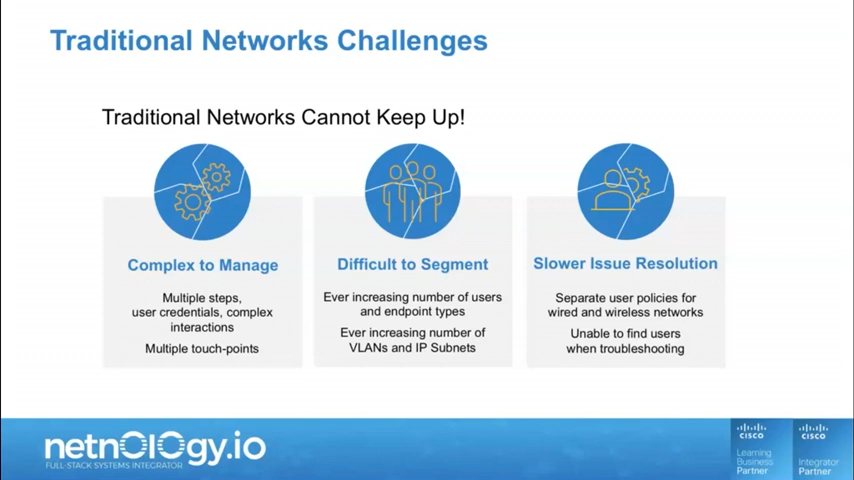 Traditional Networks Challenges
Traditional Networks Cannot Keep Up!
Complex to Manage
Multiple steps,
user credentials, complex
interactions
Multiple touch-points
Difficult to Segment
Ever increasing number of users
and endpoint types
Ever increasing number of
VLANs and IP Subnets
Slower Issue Resolution
Separate user policies for
wired and wireless networks
Unable to find users
when troubleshooting
netnology.io
FULL-STACK SYSTEMS INTEGRATOR
CISCO
Learning
Business
Partner
CISCO
Integrator
Partner